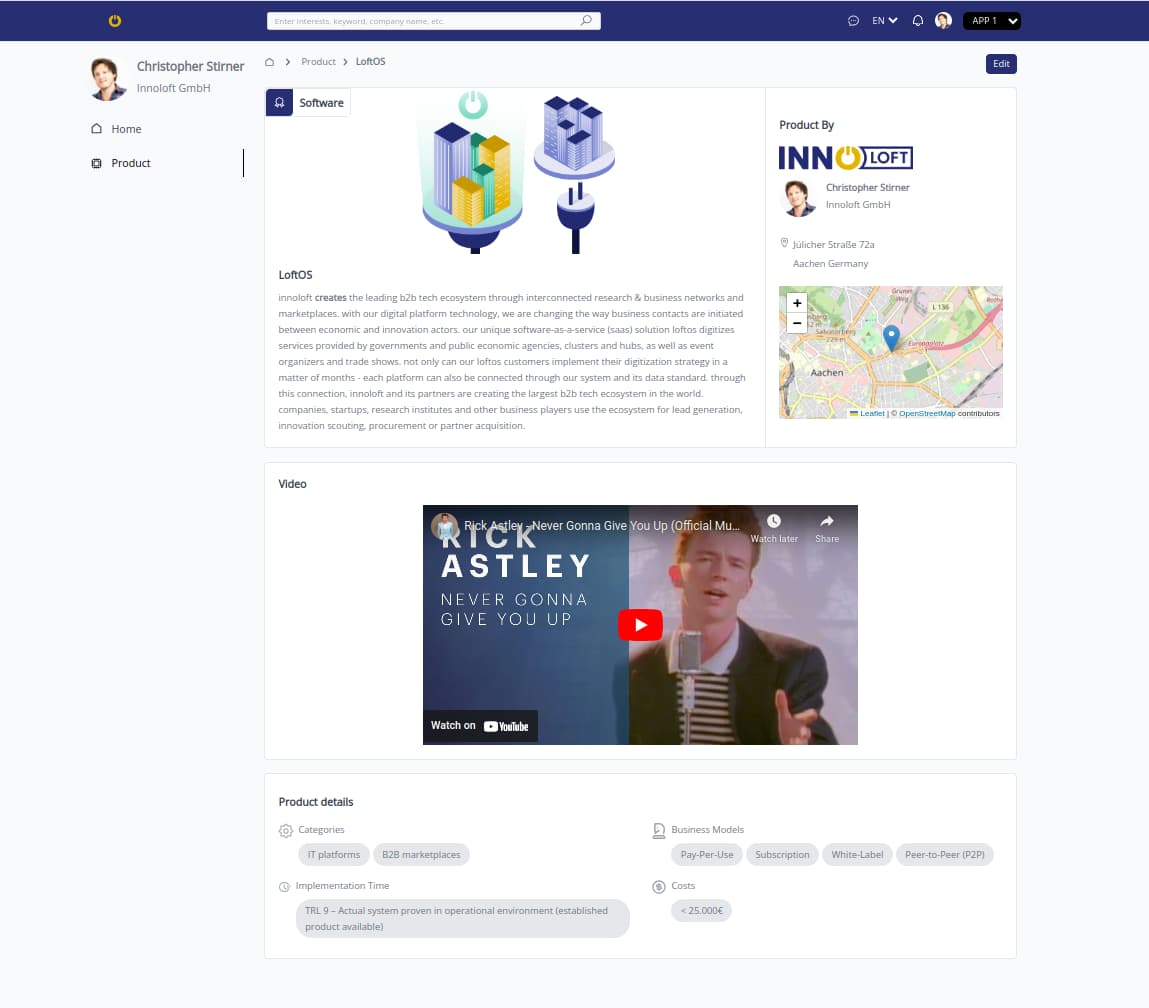 Enter interests, keyword, company name, etc.
EN
APP 1
Christopher Stirner
Innoloft GmbH
Home
Product
Product
LoftOS
Edit
Software
LoftOS
innoloft creates the leading b2b tech ecosystem through interconnected research & business networks and
marketplaces. with our digital platform technology, we are changing the way business contacts are initiated
between economic and innovation actors. our unique software-as-a-service (saas) solution loftos digitizes
services provided by governments and public economic agencies, clusters and hubs, as well as event
organizers and trade shows. not only can our loftos customers implement their digitization strategy in a
matter of months - each platform can also be connected through our system and its data standard. through
this connection, innoloft and its partners are creating the largest b2b tech ecosystem in the world.
companies, startups, research institutes and other business players use the ecosystem for lead generation,
innovation scouting, procurement or partner acquisition.
Product By
INNOLOFT
Christopher Stirner
Innoloft GmbH
Jülicher Straße 72a
Aachen Germany
+
−
Gruner
Weg
L 136
Salvatorberg
229 m
Europaplatz
Aachen
Leaflet | © OpenStreetMap contributors
Video
Rick Astley - Never Gonna Give You Up (Official Mu...
Watch later
Share
RICK
ASTLEY
NEVER GONNA
GIVE YOU UP
Watch on YouTube
Product details
Categories
IT platforms
B2B marketplaces
Business Models
Pay-Per-Use
Subscription
White-Label
Peer-to-Peer (P2P)
Implementation Time
TRL 9 – Actual system proven in operational environment (established
product available)
Costs
< 25.000€